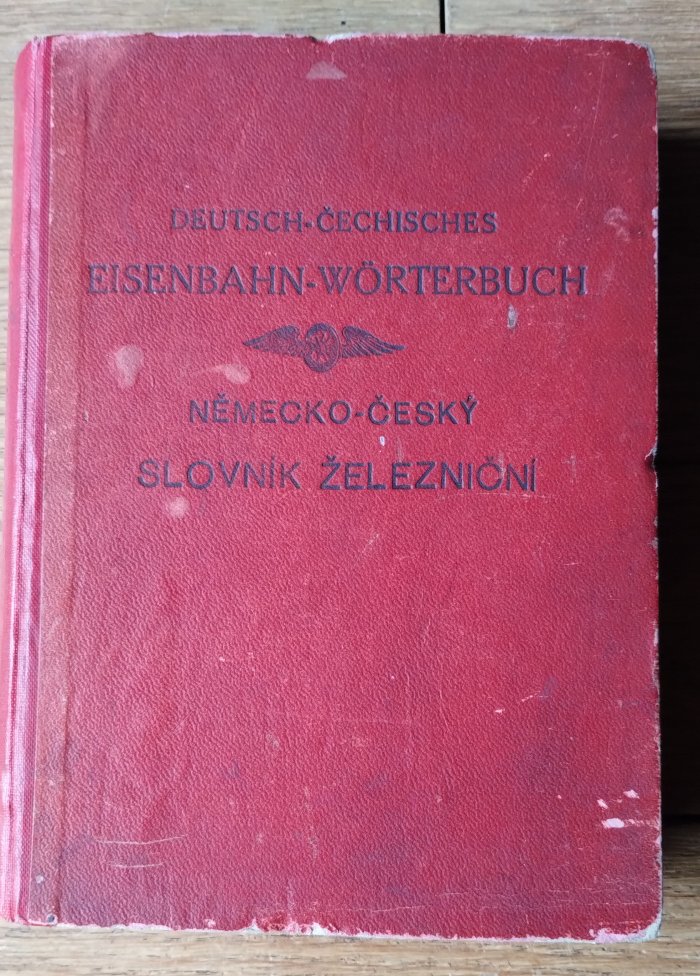 DEUTSCH-ČECHISCHES
EISENBAHN-WÖRTERBUCH
NĚMECKO-ČESKÝ
SLOVNÍK ŽELEZNIČNÍ